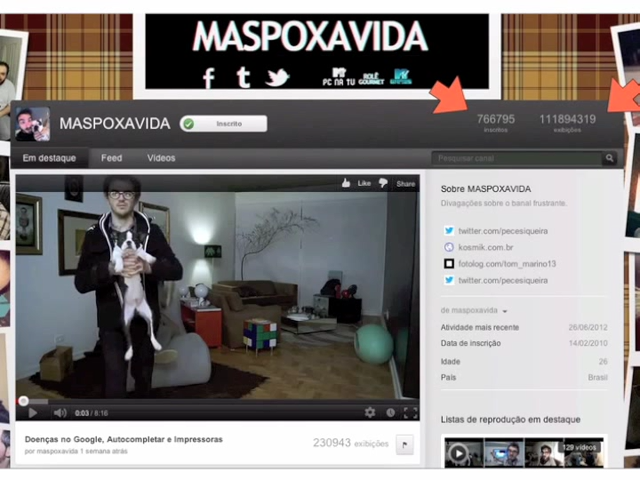 MASPOXAVIDA
f t
PC NA TU ROLÊ GOURMET GAMES
MASPOXAVIDA Inscrito
766795 111894319
inscritos exibições
Em destaque Feed Vídeos Pesquisar canal
Like Share
Sobre MASPOXAVIDA
Divagações sobre o banal frustrante.
twitter.com/pecesiqueira
kosmik.com.br
fotolog.com/tom_marino13
twitter.com/pecesiqueira
de maspoxavida
Atividade mais recente 26/06/2012
Data de inscrição 14/02/2010
Idade 26
País Brasil
0:03 / 8:16
Doenças no Google, Autocompletar e Impressoras
por maspoxavida 1 semana atrás
230943 exibições
Listas de reprodução em destaque
129 vídeos